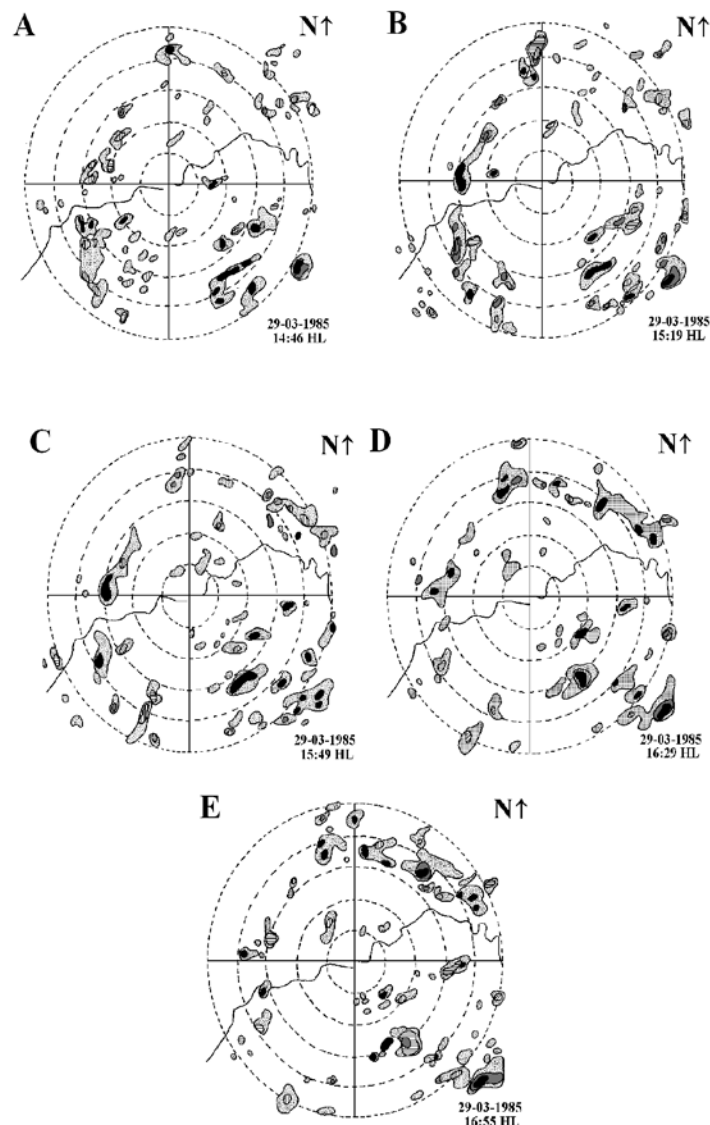 A
N↑
29-03-1985
14:46 HL
B
N↑
29-03-1985
15:19 HL
C
N↑
29-03-1985
15:49 HL
D
N↑
29-03-1985
16:29 HL
E
N↑
29-03-1985
16:55 HL